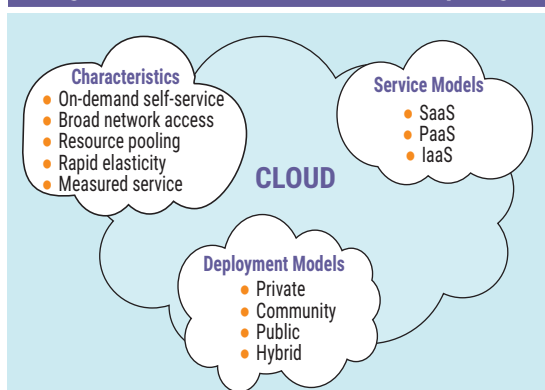 Characteristics
• On-demand self-service
• Broad network access
• Resource pooling
• Rapid elasticity
• Measured service
Service Models
• SaaS
• PaaS
• IaaS
CLOUD
Deployment Models
• Private
• Community
• Public
• Hybrid